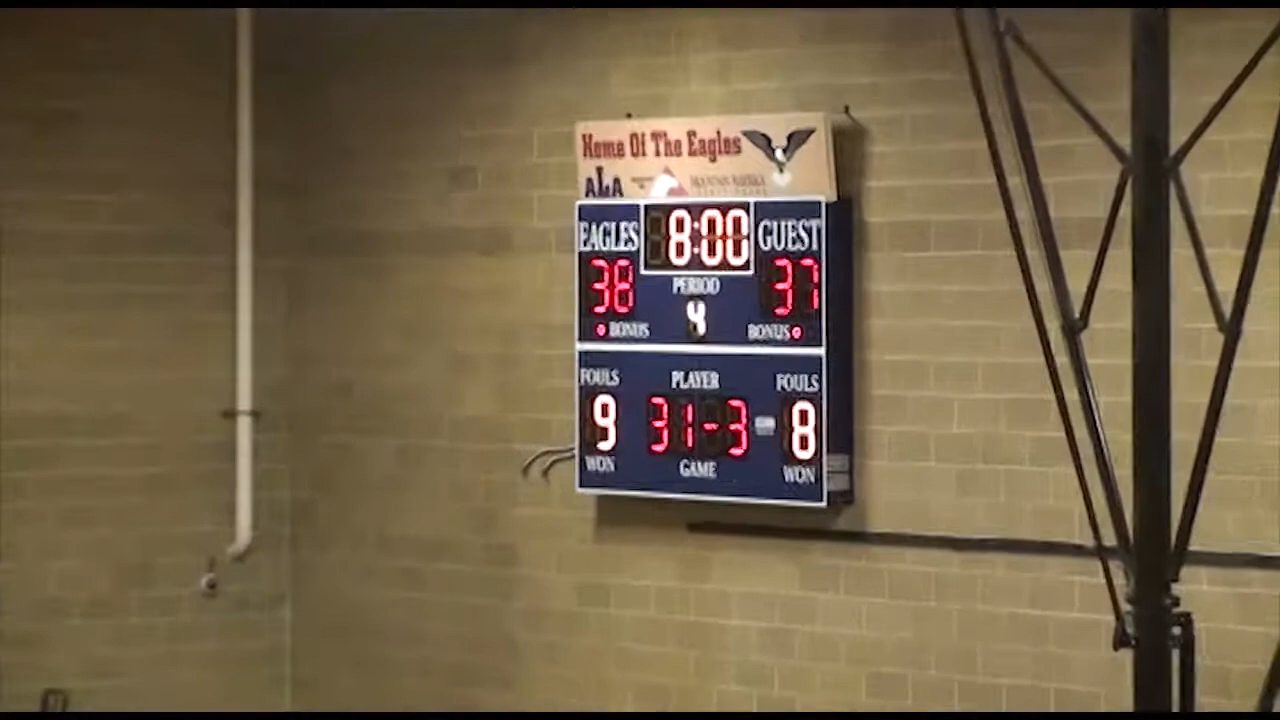 Home Of The Eagles
ALA
EAGLES 8:00 GUEST
38 PERIOD 37
BONUS 4 BONUS
FOULS PLAYER FOULS
9 31-3 8
WON GAME WON